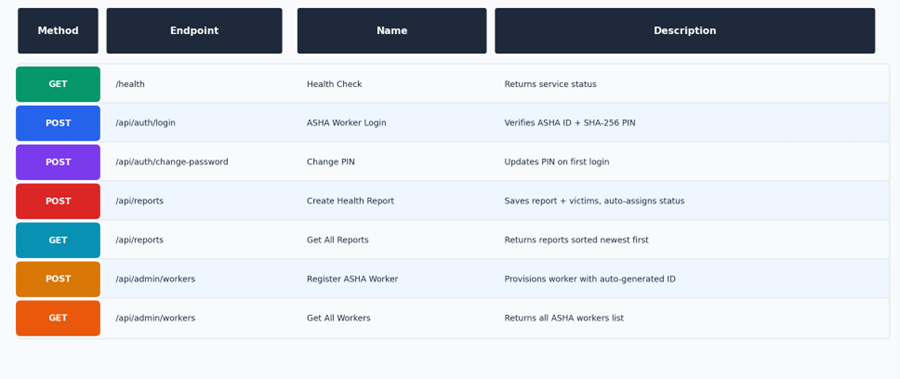 Method Endpoint Name Description
GET /health Health Check Returns service status
POST /api/auth/login ASHA Worker Login Verifies ASHA ID + SHA-256 PIN
POST /api/auth/change-password Change PIN Updates PIN on first login
POST /api/reports Create Health Report Saves report + victims, auto-assigns status
GET /api/reports Get All Reports Returns reports sorted newest first
POST /api/admin/workers Register ASHA Worker Provisions worker with auto-generated ID
GET /api/admin/workers Get All Workers Returns all ASHA workers list